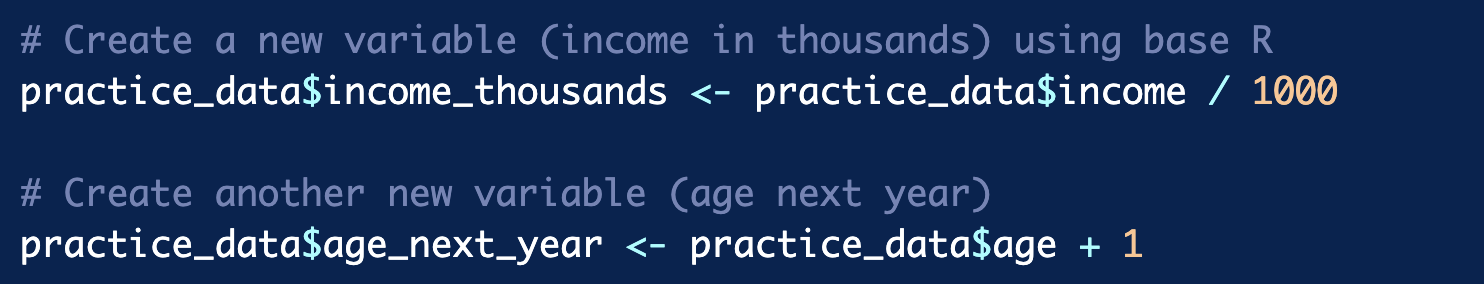 # Create a new variable (income in thousands) using base R
practice_data$income_thousands <- practice_data$income / 1000
# Create another new variable (age next year)
practice_data$age_next_year <- practice_data$age + 1